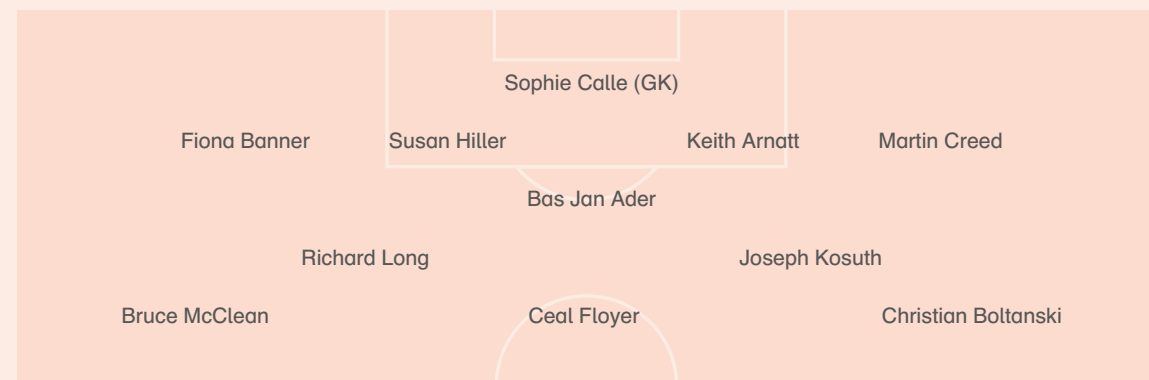 Sophie Calle (GK)
Fiona Banner Susan Hiller Keith Arnatt Martin Creed
Bas Jan Ader
Richard Long Joseph Kosuth
Bruce McClean Ceal Floyer Christian Boltanski